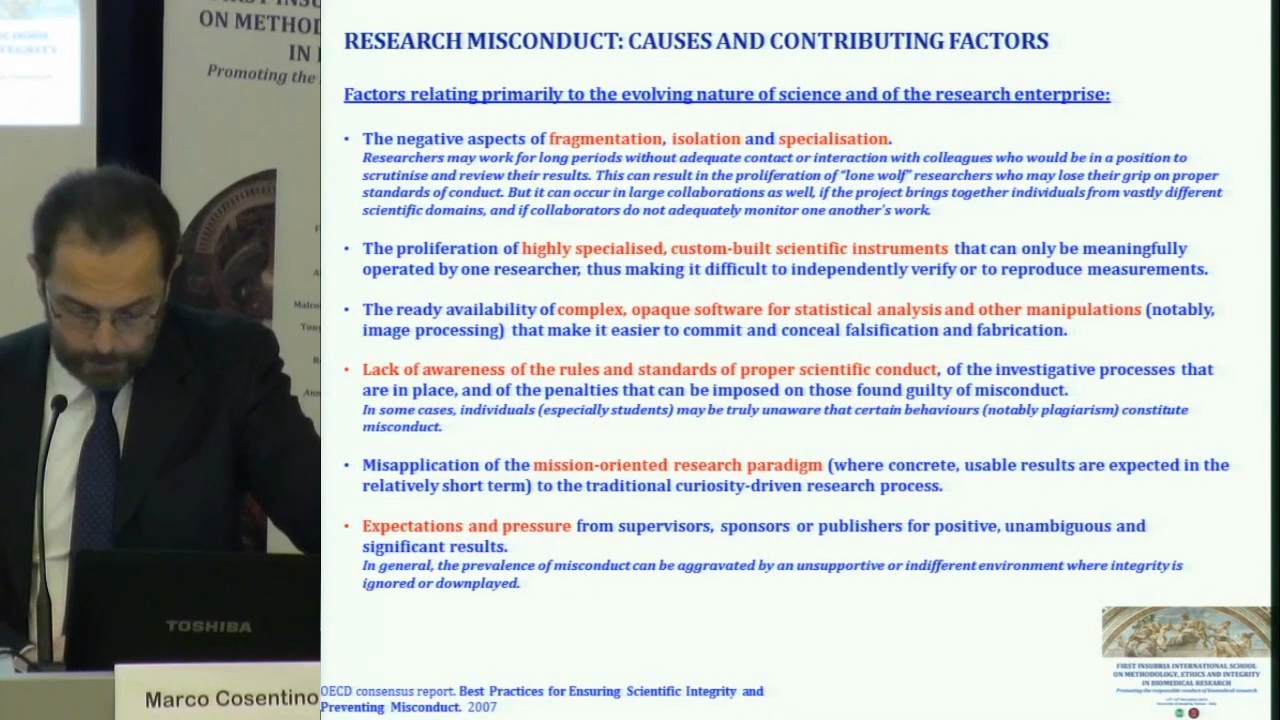 ON METHOD
IN
Promoting the
RESEARCH MISCONDUCT: CAUSES AND CONTRIBUTING FACTORS
Factors relating primarily to the evolving nature of science and of the research enterprise:
• The negative aspects of fragmentation, isolation and specialisation.
Researchers may work for long periods without adequate contact or interaction with colleagues who would be in a position to
scrutinise and review their results. This can result in the proliferation of "lone wolf" researchers who may lose their grip on proper
standards of conduct. But it can occur in large collaborations as well, if the project brings together individuals from vastly different
scientific domains, and if collaborators do not adequately monitor one another's work.
• The proliferation of highly specialised, custom-built scientific instruments that can only be meaningfully
operated by one researcher, thus making it difficult to independently verify or to reproduce measurements.
• The ready availability of complex, opaque software for statistical analysis and other manipulations (notably,
image processing) that make it easier to commit and conceal falsification and fabrication.
• Lack of awareness of the rules and standards of proper scientific conduct, of the investigative processes that
are in place, and of the penalties that can be imposed on those found guilty of misconduct.
In some cases, individuals (especially students) may be truly unaware that certain behaviours (notably plagiarism) constitute
misconduct.
• Misapplication of the mission-oriented research paradigm (where concrete, usable results are expected in the
relatively short term) to the traditional curiosity-driven research process.
• Expectations and pressure from supervisors, sponsors or publishers for positive, unambiguous and
significant results.
In general, the prevalence of misconduct can be aggravated by an unsupportive or indifferent environment where integrity is
ignored or downplayed.
TOSHIBA
Marco Cosentino
OECD consensus report. Best Practices for Ensuring Scientific Integrity and
Preventing Misconduct. 2007
FIRST INSUBRIA INTERNATIONAL SCHOOL
ON METHODOLOGY, ETHICS AND INTEGRITY
IN BIOMEDICAL RESEARCH
Promoting the responsible conduct of biomedical research